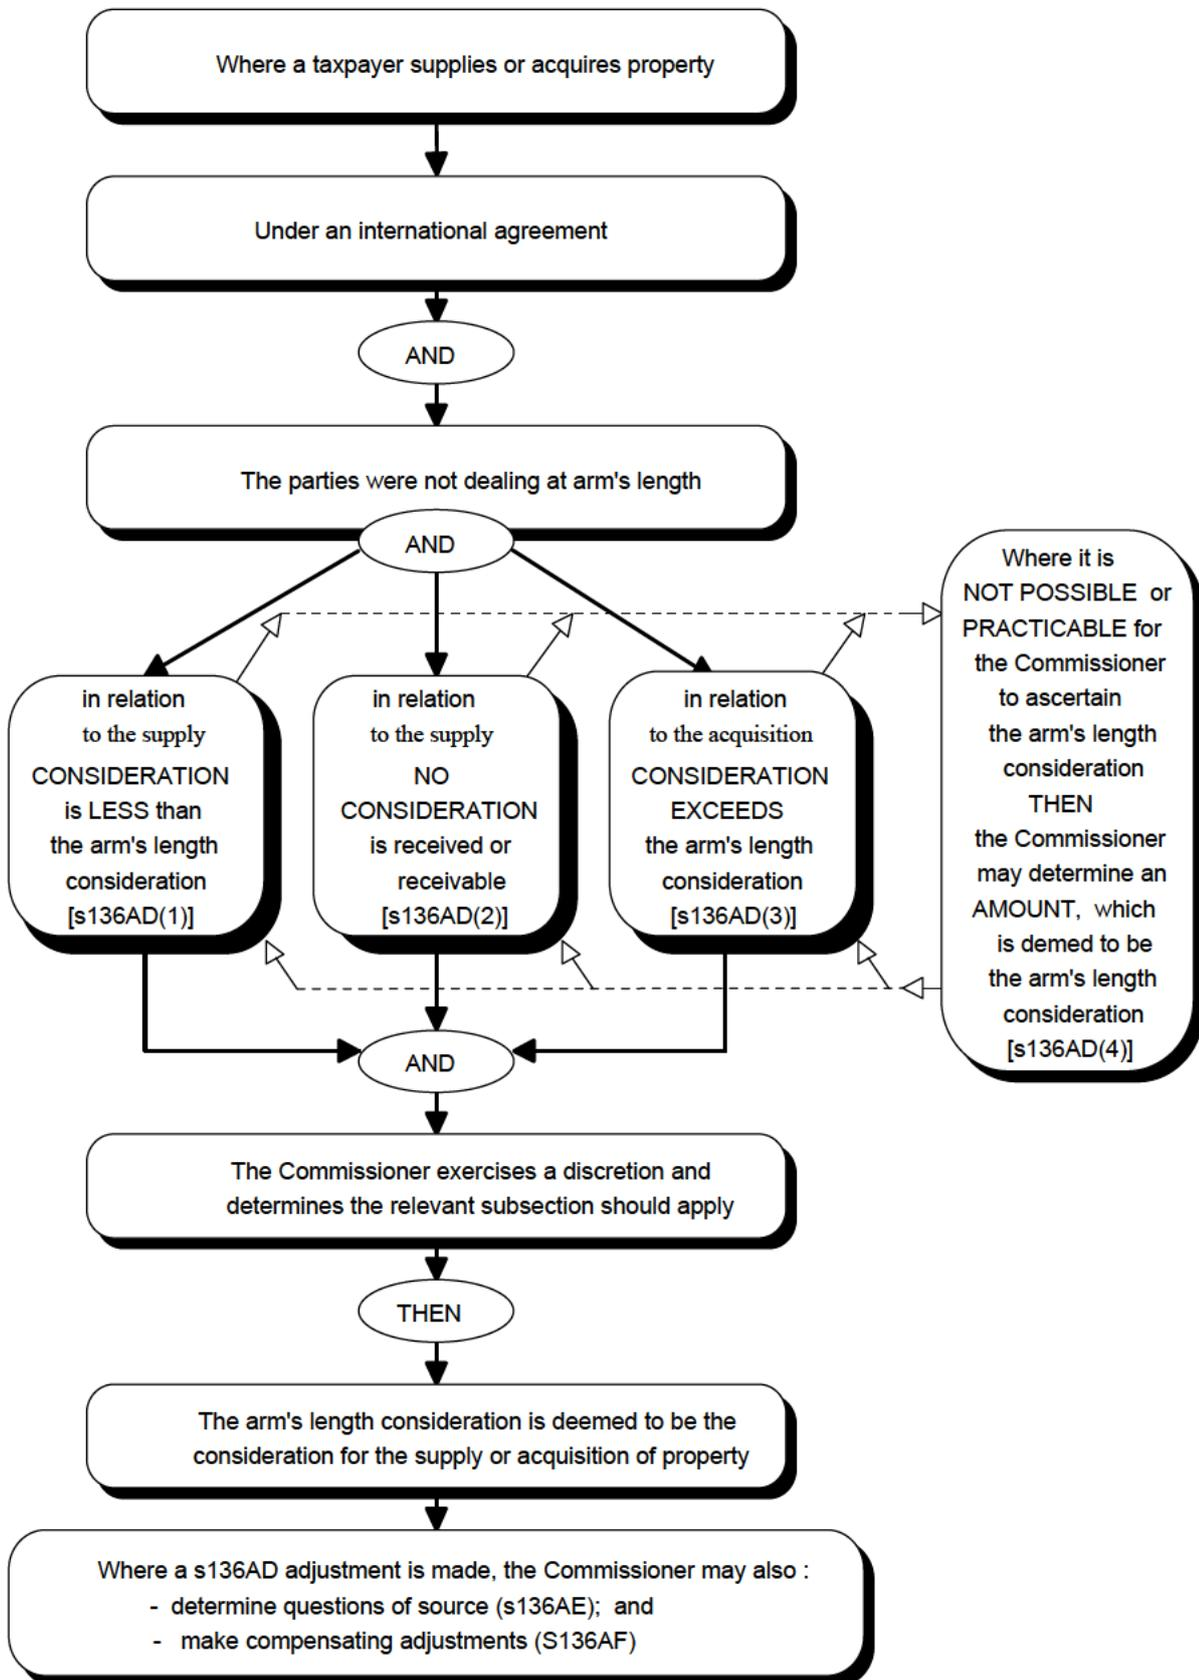 Where a taxpayer supplies or acquires property
Under an international agreement
AND
The parties were not dealing at arm's length
AND
in relation
to the supply
CONSIDERATION
is LESS than
the arm's length
consideration
[s136AD(1)]
in relation
to the supply
NO
CONSIDERATION
is received or
receivable
[s136AD(2)]
in relation
to the acquisition
CONSIDERATION
EXCEEDS
the arm's length
consideration
[s136AD(3)]
Where it is
NOT POSSIBLE or
PRACTICABLE for
the Commissioner
to ascertain
the arm's length
consideration
THEN
the Commissioner
may determine an
AMOUNT, which
is demed to be
the arm's length
consideration
[s136AD(4)]
AND
The Commissioner exercises a discretion and
determines the relevant subsection should apply
THEN
The arm's length consideration is deemed to be the
consideration for the supply or acquisition of property
Where a s136AD adjustment is made, the Commissioner may also :
- determine questions of source (s136AE); and
- make compensating adjustments (S136AF)